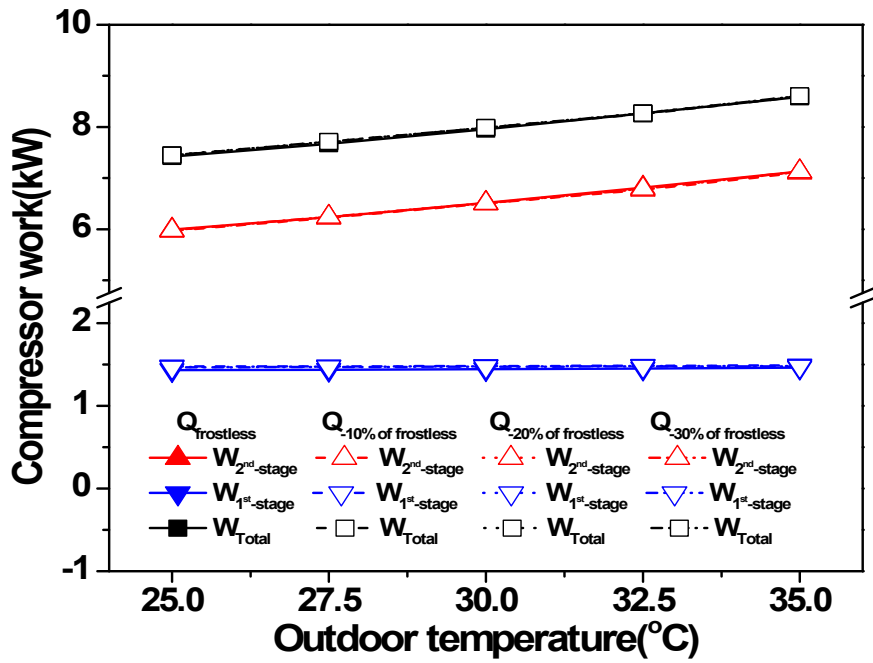 10
8
6
2
1
0
-1
Compressor work(kW)
Qfrostless Q-10% of frostless Q-20% of frostless Q-30% of frostless
W2nd-stage W2nd-stage W2nd-stage W2nd-stage
W1st-stage W1st-stage W1st-stage W1st-stage
WTotal WTotal WTotal WTotal
25.0 27.5 30.0 32.5 35.0
Outdoor temperature(°C)